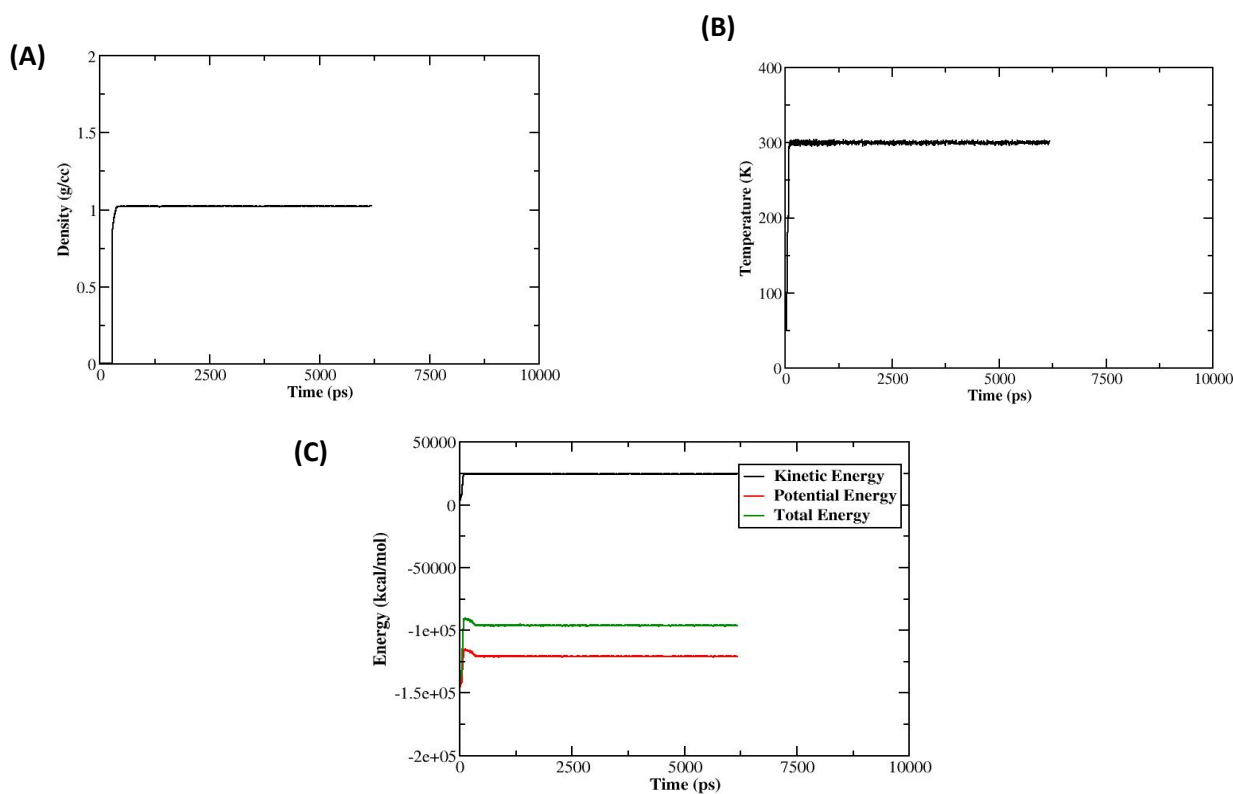 (A)
2
1.5
1
0.5
0
Density (g/cc)
0 2500 5000 7500 10000
Time (ps)
(B)
400
300
200
100
0
Temperature (K)
0 2500 5000 7500 10000
Time (ps)
(C)
50000
0
-50000
-1e+05
-1.5e+05
-2e+05
Energy (kcal/mol)
Kinetic Energy
Potential Energy
Total Energy
0 2500 5000 7500 10000
Time (ps)